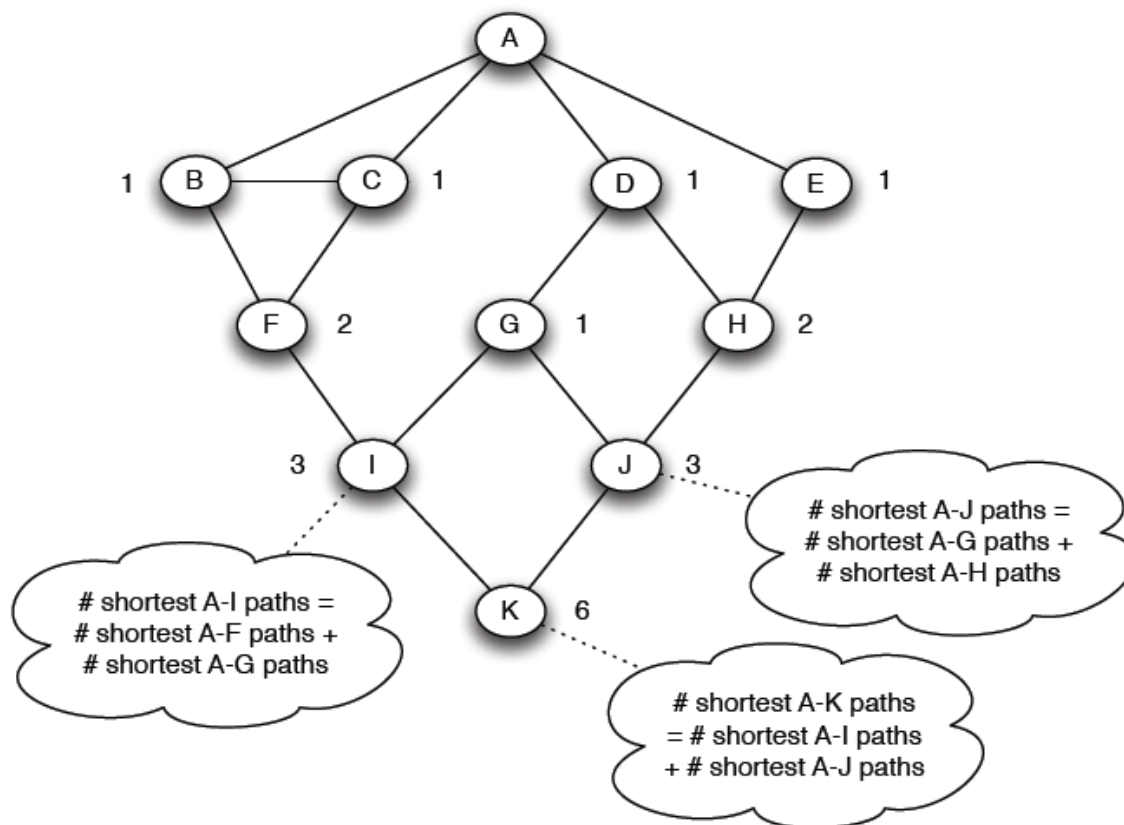 A
1 B C 1 D 1 E 1
F 2 G 1 H 2
3 I J 3
# shortest A-J paths =
# shortest A-G paths +
# shortest A-H paths
# shortest A-I paths =
# shortest A-F paths +
# shortest A-G paths
K 6
# shortest A-K paths
= # shortest A-I paths
+ # shortest A-J paths